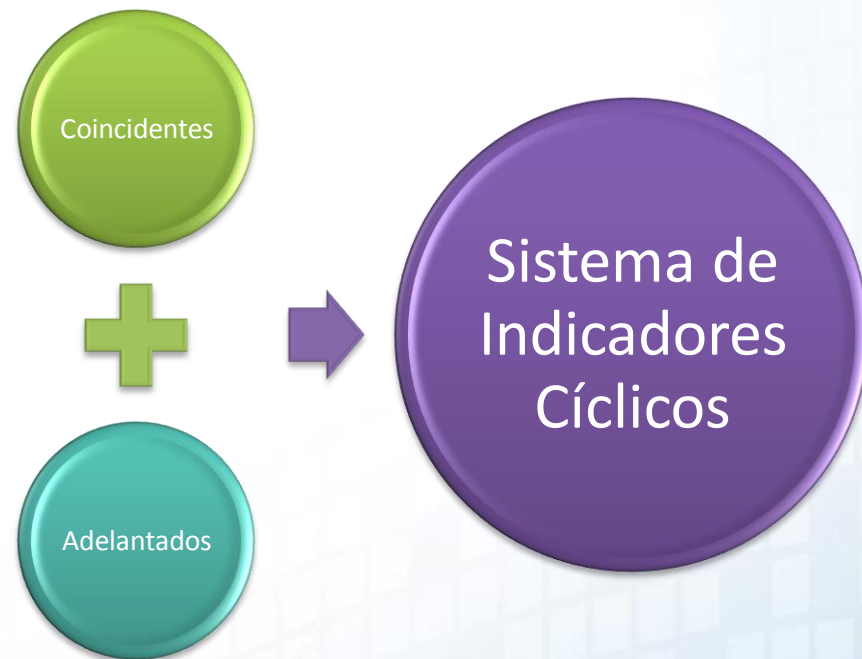 Coincidentes
Adelantados
Sistema de
Indicadores
Cíclicos